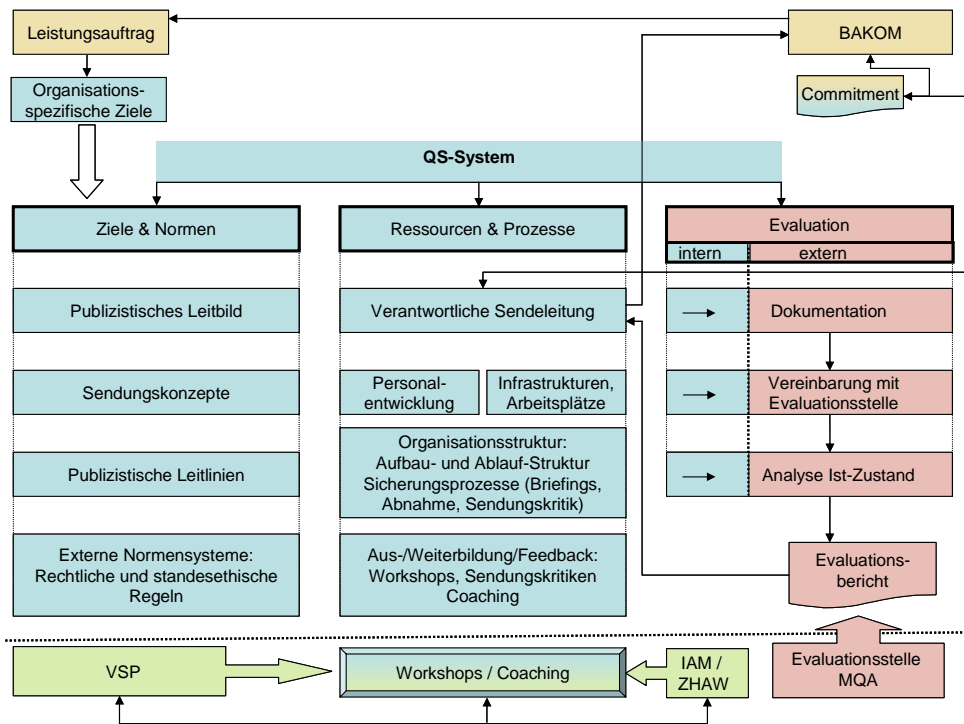 Leistungsauftrag
BAKOM
Organisations-
spezifische Ziele
Commitment
QS-System
Ziele & Normen
Ressourcen & Prozesse
Evaluation
intern
extern
Publizistisches Leitbild
Verantwortliche Sendeleitung
Dokumentation
Sendungskonzepte
Personal-
entwicklung
Infrastrukturen,
Arbeitsplätze
Vereinbarung mit
Evaluationsstelle
Publizistische Leitlinien
Organisationsstruktur:
Aufbau- und Ablauf-Struktur
Sicherungsprozesse (Briefings,
Abnahme, Sendungskritik)
Analyse Ist-Zustand
Externe Normensysteme:
Rechtliche und standesethische
Regeln
Aus-/Weiterbildung/Feedback:
Workshops, Sendungskritiken
Coaching
Evaluations-
bericht
VSP
Workshops / Coaching
IAM /
ZHAW
Evaluationsstelle
MQA